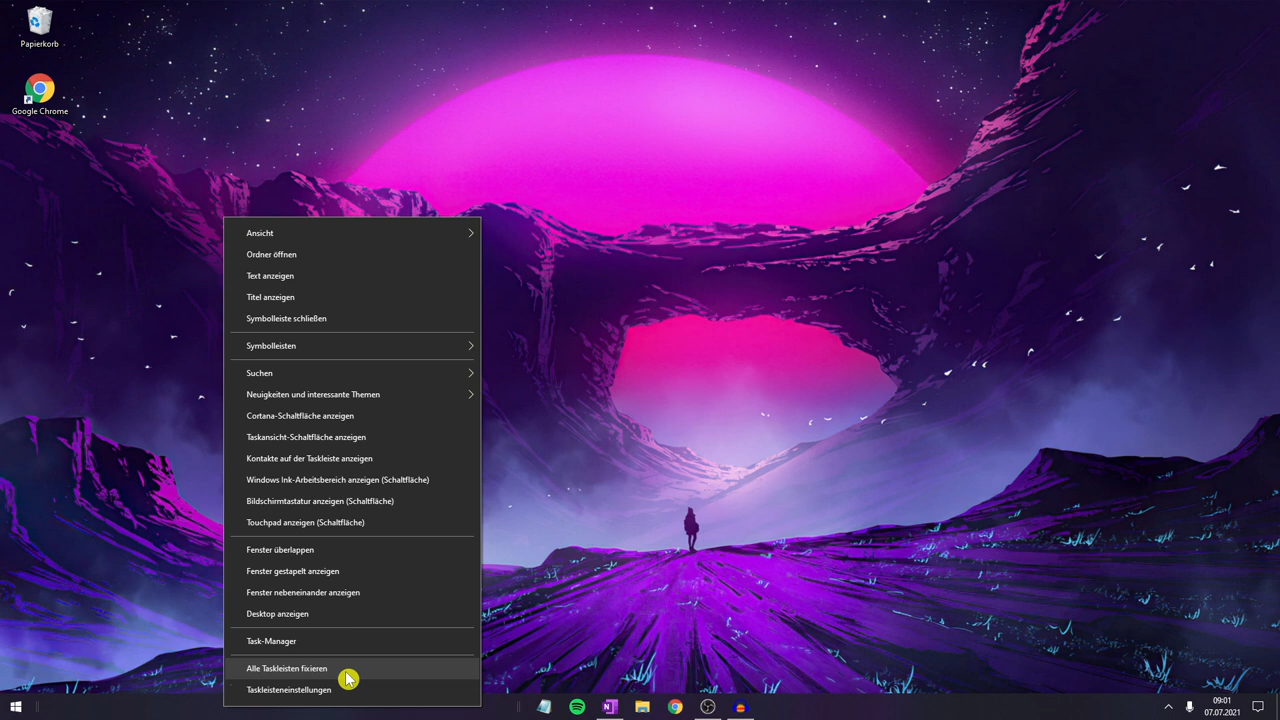 Papierkorb
Google Chrome
Ansicht
Ordner öffnen
Text anzeigen
Titel anzeigen
Symbolleiste schließen
Symbolleisten
Suchen
Neuigkeiten und interessante Themen
Cortana-Schaltfläche anzeigen
Taskansicht-Schaltfläche anzeigen
Kontakte auf der Taskleiste anzeigen
Windows Ink-Arbeitsbereich anzeigen (Schaltfläche)
Bildschirmtastatur anzeigen (Schaltfläche)
Touchpad anzeigen (Schaltfläche)
Fenster überlappen
Fenster gestapelt anzeigen
Fenster nebeneinander anzeigen
Desktop anzeigen
Task-Manager
Alle Taskleisten fixieren
Taskleisteneinstellungen
09:01
07.07.2021